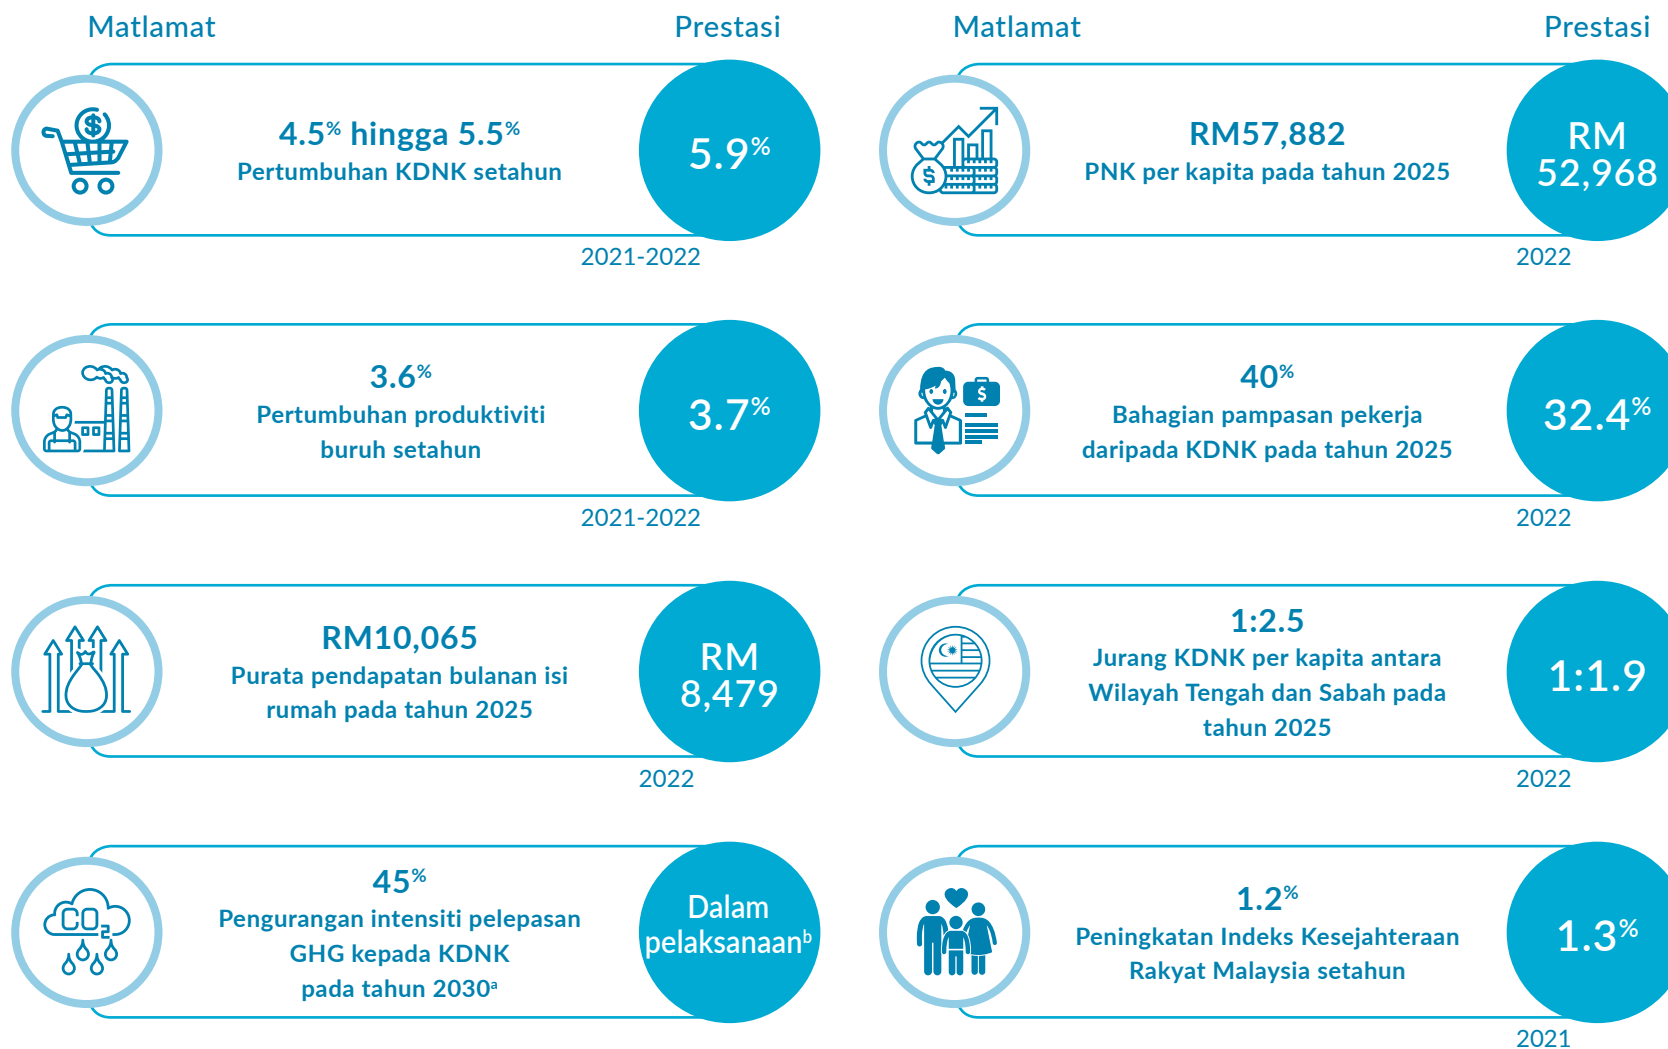 Matlamat
Prestasi
4.5% hingga 5.5%
Pertumbuhan KDNK setahun
5.9%
2021-2022
3.6%
Pertumbuhan produktiviti
buruh setahun
3.7%
2021-2022
RM10,065
Purata pendapatan bulanan isi
rumah pada tahun 2025
RM
8,479
2022
CO2
45%
Pengurangan intensiti pelepasan
GHG kepada KDNK
pada tahun 2030ª
Dalam
pelaksanaanᵇ
Matlamat
Prestasi
RM57,882
PNK per kapita pada tahun 2025
RM
52,968
2022
40%
Bahagian pampasan pekerja
daripada KDNK pada tahun 2025
32.4%
2022
1:2.5
Jurang KDNK per kapita antara
Wilayah Tengah dan Sabah pada
tahun 2025
1:1.9
2022
1.2%
Peningkatan Indeks Kesejahteraan
Rakyat Malaysia setahun
1.3%
2021